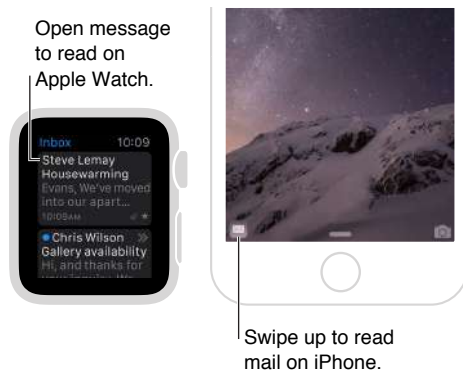 Open message
to read on
Apple Watch.
Inbox 10:09
Steve Lemay
Housewarming
Evans, We've moved
into our apart...
10:09AM
Chris Wilson
Gallery availability
Hi, and thanks for
Swipe up to read
mail on iPhone.